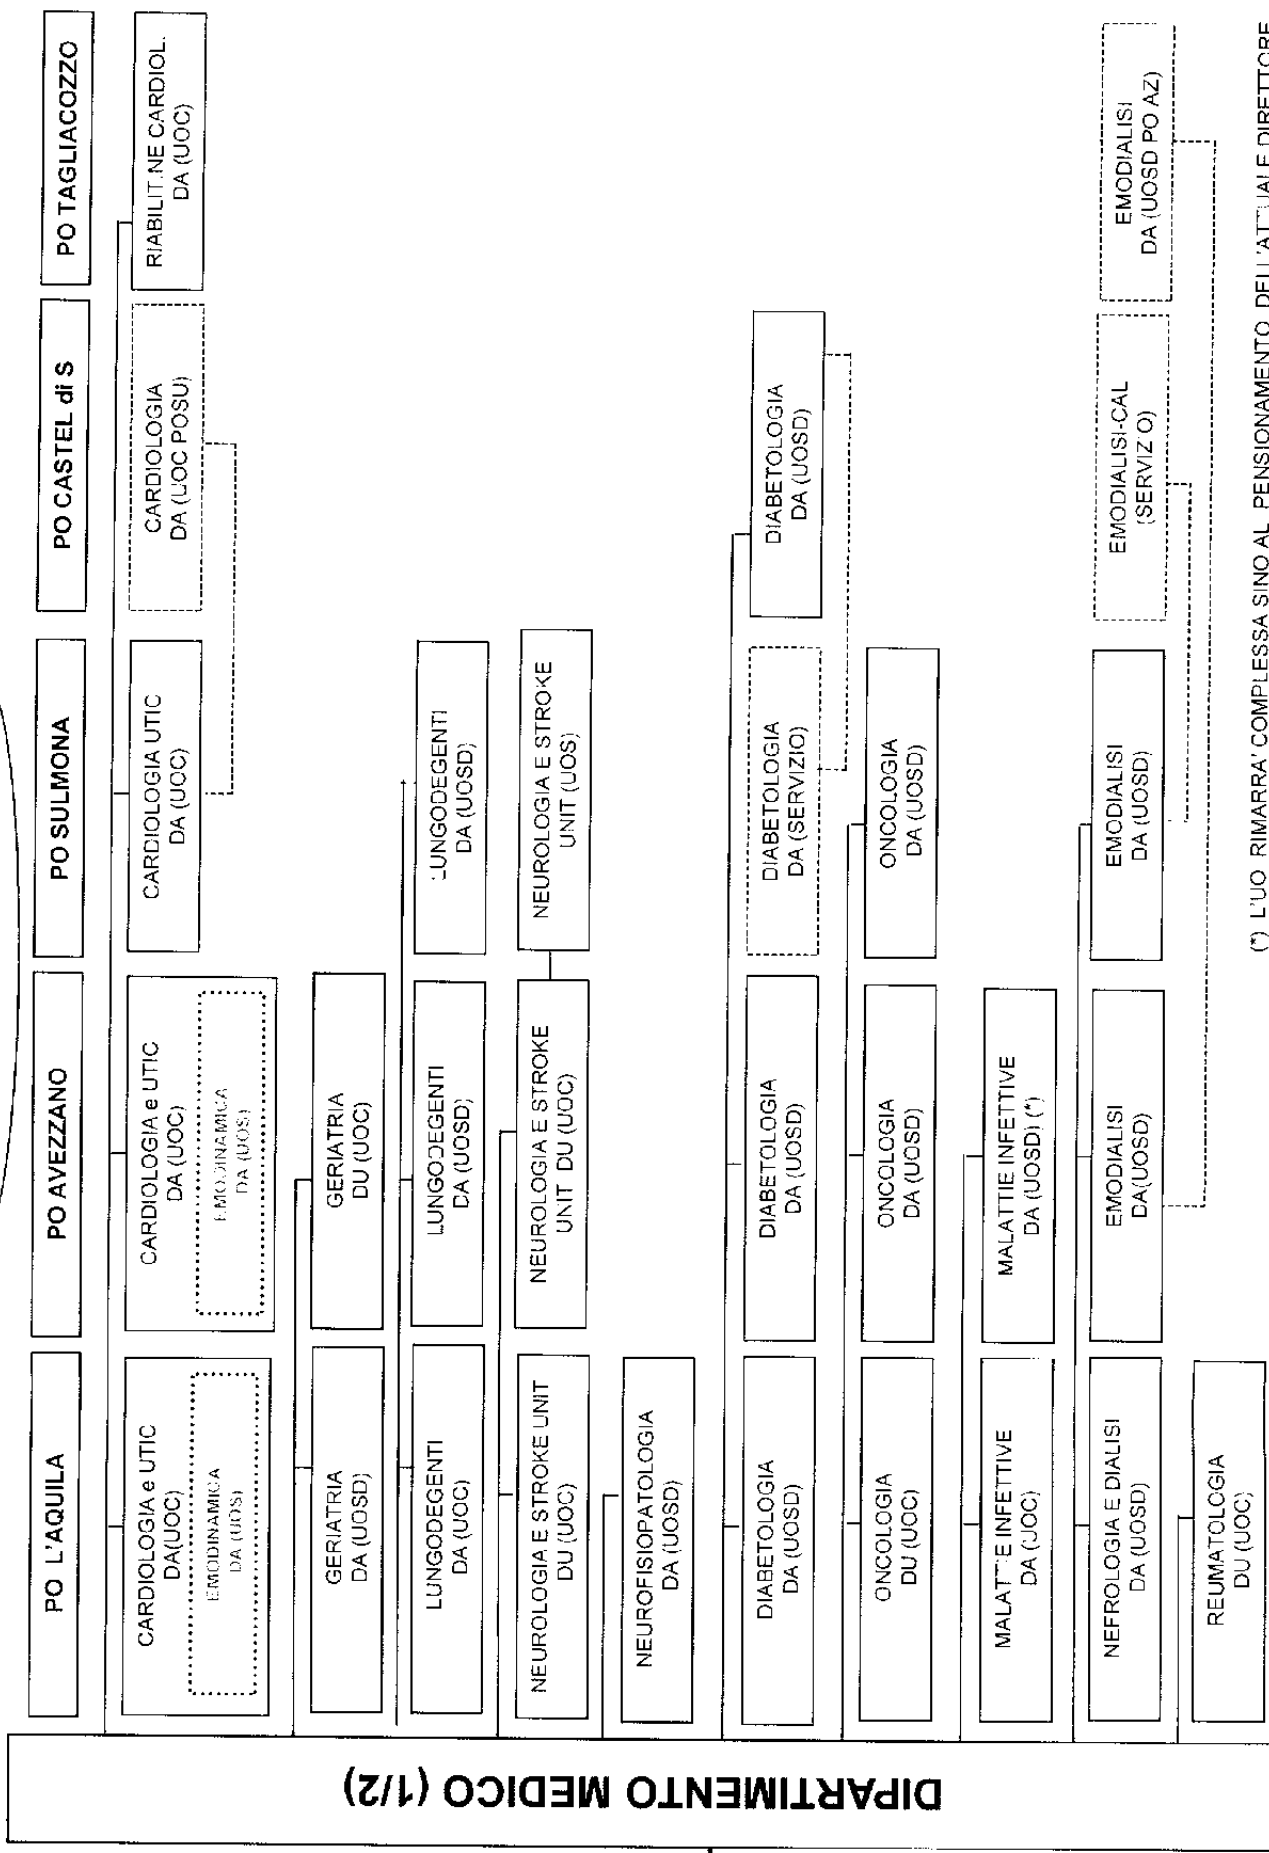 DIPARTIMENTO MEDICO (1/2)
PO L'AQUILA
PO AVEZZANO
PO SULMONA
PO CASTEL di S
PO TAGLIACOZZO
CARDIOLOGIA e UTIC
DA(UOC)
EMODINAMICA
DA (UOS)
CARDIOLOGIA e UTIC
DA (UOC)
EMODINAMICA
DA (UOS)
CARDIOLOGIA UTIC
DA (UOC)
CARDIOLOGIA
DA (UOC POSU)
RIABILIT.NE CARDIOL.
DA (UOC)
GERIATRIA
DA (UOSD)
GERIATRIA
DU (UOC)
LUNGODEGENTI
DA (UOC)
LUNGODEGENTI
DA (UOSD)
LUNGODEGENTI
DA (UOSD)
NEUROLOGIA E STROKE UNIT
DU (UOC)
NEUROLOGIA E STROKE
UNIT DU (UOC)
NEUROLOGIA E STROKE
UNIT (UOS)
NEUROFISIOPATOLOGIA
DA (UOSD)
DIABETOLOGIA
DA (UOSD)
DIABETOLOGIA
DA (UOSD)
DIABETOLOGIA
DA (SERVIZIO)
DIABETOLOGIA
DA (UOSD)
ONCOLOGIA
DU (UOC)
ONCOLOGIA
DA (UOSD)
ONCOLOGIA
DA (UOSD)
MALATTIE INFETTIVE
DA (UOC)
MALATTIE INFETTIVE
DA (UOSD) (*)
NEFROLOGIA E DIALISI
DA (UOSD)
EMODIALISI
DA(UOSD)
EMODIALISI
DA (UOSD)
EMODIALISI-CAL
(SERVIZIO)
EMODIALISI
DA (UOSD PO AZ)
REUMATOLOGIA
DU (UOC)
(*) L'UO RIMARRA' COMPLESSA SINO AL PENSIONAMENTO DELL'ATTUALE DIRETTORE